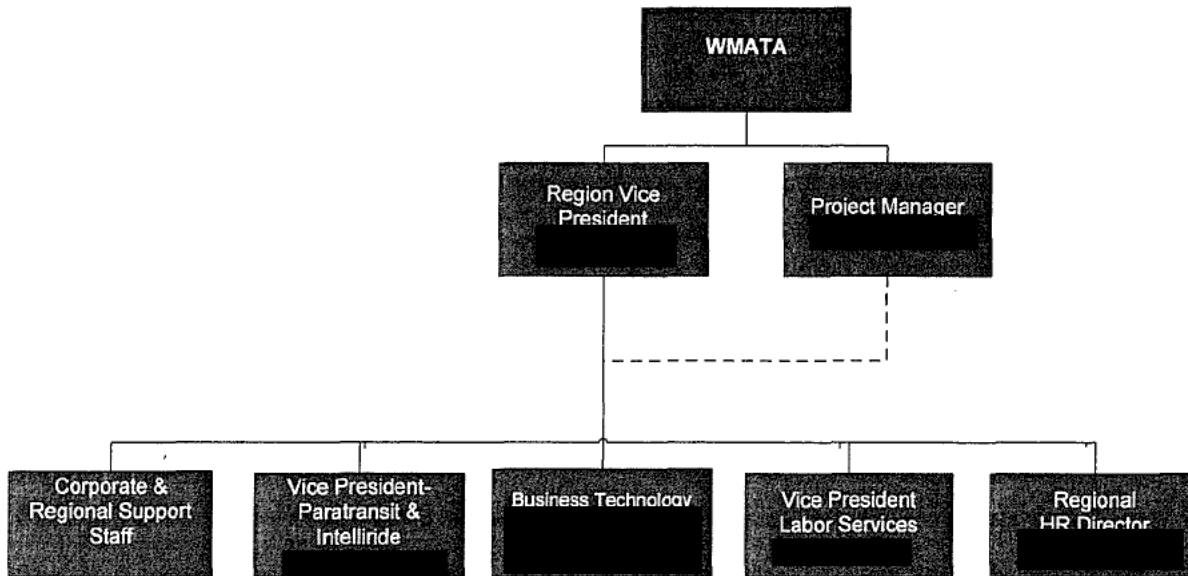 WMATA
Region Vice
President
Project Manager
Corporate &
Regional Support
Staff
Vice President-
Paratransit &
Intelliride
Business Technology
Vice President
Labor Services
Regional
HR Director